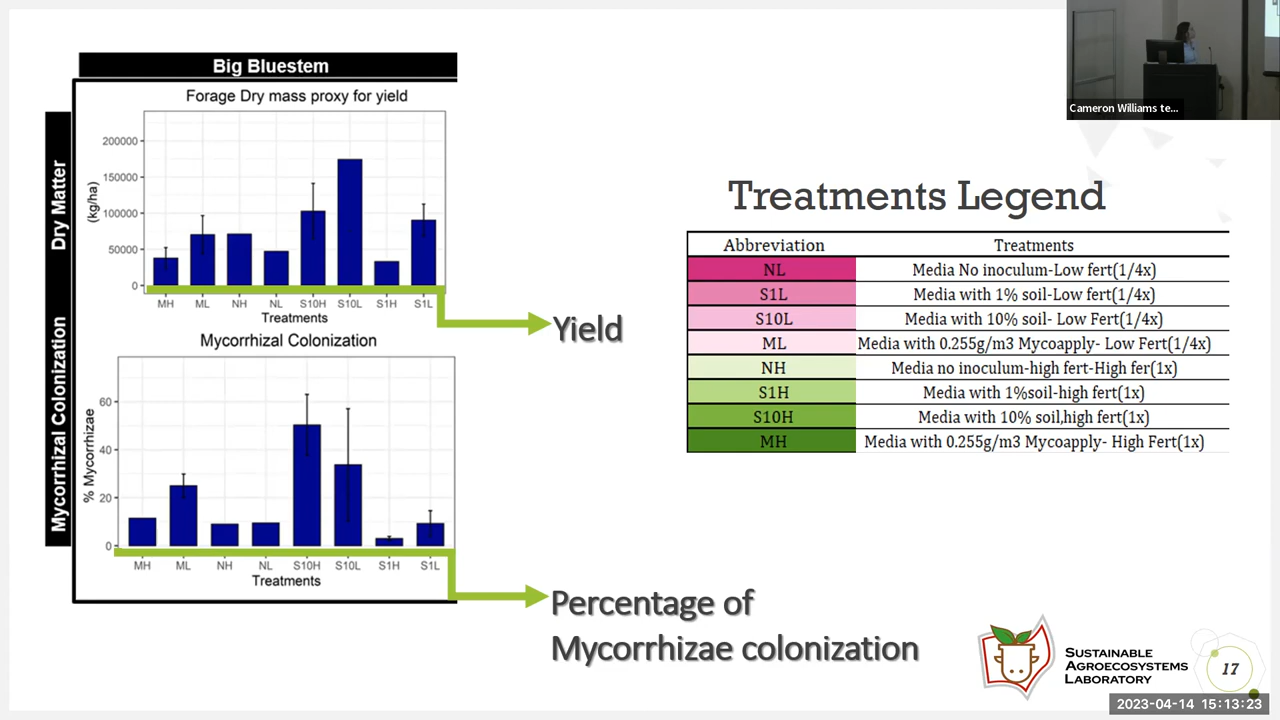 Big Bluestem
Forage Dry mass proxy for yield
Dry Matter
(kg/ha)
200000
150000
100000
50000
0
MH ML NH NL S10H S10L S1H S1L
Treatments
Yield
Mycorrhizal Colonization
Mycorrhizal Colonization
% Mycorrhizae
60
40
20
0
MH ML NH NL S10H S10L S1H S1L
Treatments
Percentage of
Mycorrhizae colonization
Cameron Williams te...
Treatments Legend
Abbreviation Treatments
NL Media No inoculum-Low fert(1/4x)
S1L Media with 1% soil-Low fert(1/4x)
S10L Media with 10% soil- Low Fert(1/4x)
ML Media with 0.255g/m3 Mycoapply- Low Fert(1/4x)
NH Media no inoculum-high fert-High fer(1x)
S1H Media with 1%soil-high fert(1x)
S10H Media with 10% soil,high fert(1x)
MH Media with 0.255g/m3 Mycoapply- High Fert(1x)
SUSTAINABLE
AGROECOSYSTEMS
LABORATORY
17
2023-04-14 15:13:23